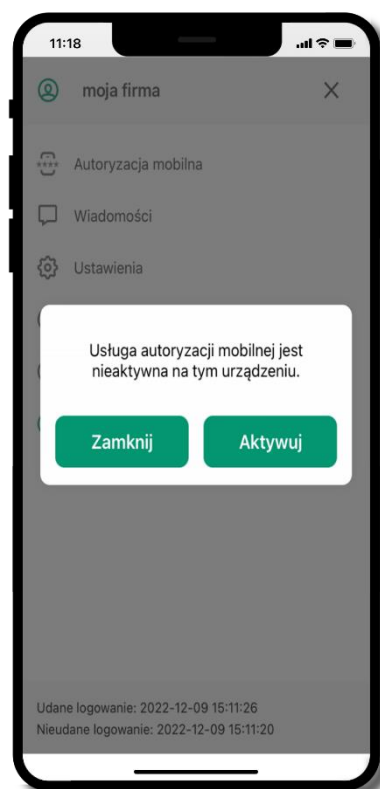 11:18
moja firma
Autoryzacja mobilna
Wiadomości
Ustawienia
Usługa autoryzacji mobilnej jest
nieaktywna na tym urządzeniu.
Zamknij Aktywuj
Udane logowanie: 2022-12-09 15:11:26
Nieudane logowanie: 2022-12-09 15:11:20